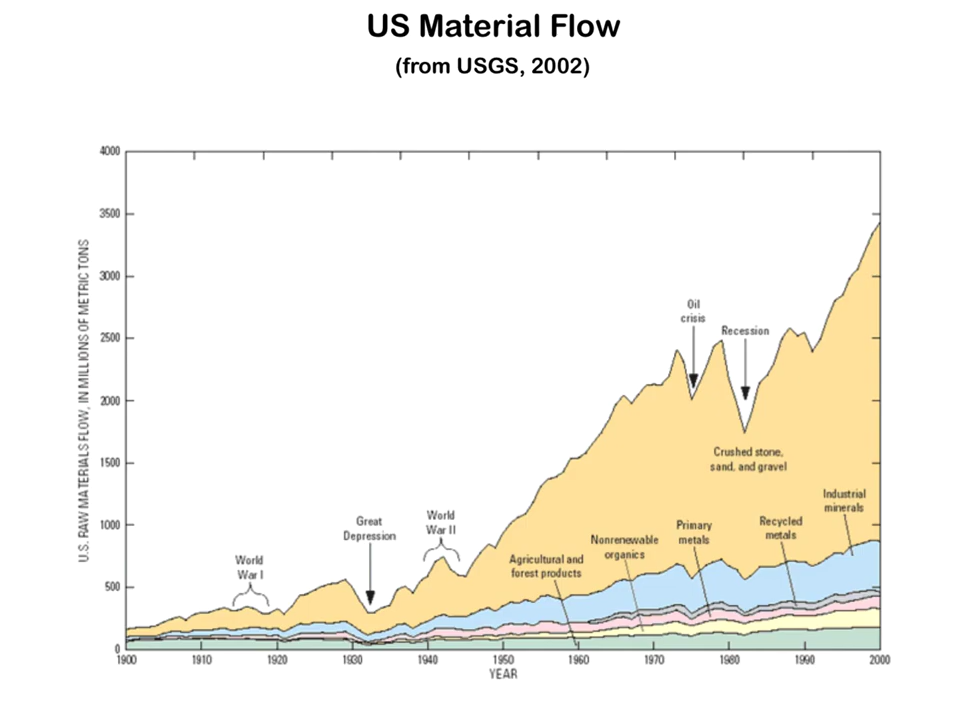 US Material Flow
(from USGS, 2002)
U.S. RAW MATERIALS FLOW, IN MILLIONS OF METRIC TONS
4000
3500
3000
2500
2000
1500
1000
500
0
Oil
crisis
Recession
Crushed stone,
sand, and gravel
Industrial
minerals
Great
Depression
World
War II
Primary
metals
Recycled
metals
Nonrenewable
organics
World
War I
Agricultural and
forest products
1900
1910
1920
1930
1940
1950
1960
1970
1980
1990
2000
YEAR